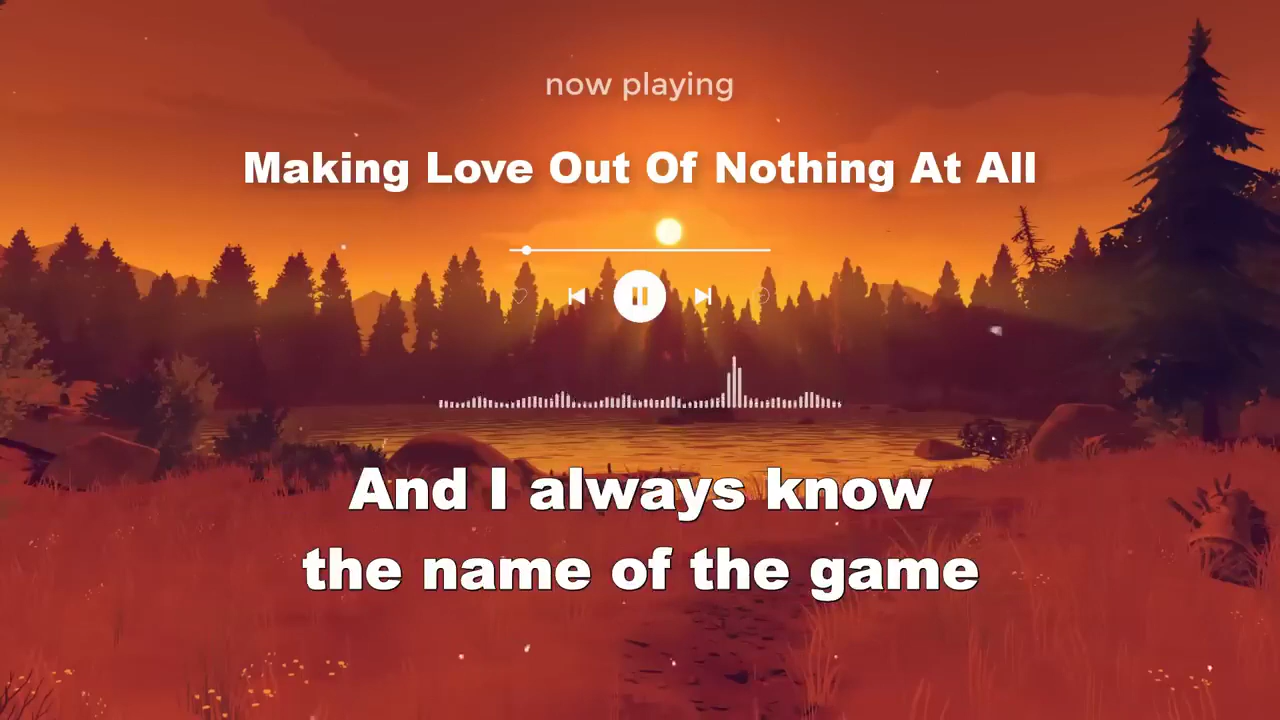 now playing
Making Love Out Of Nothing At All
And I always know
the name of the game